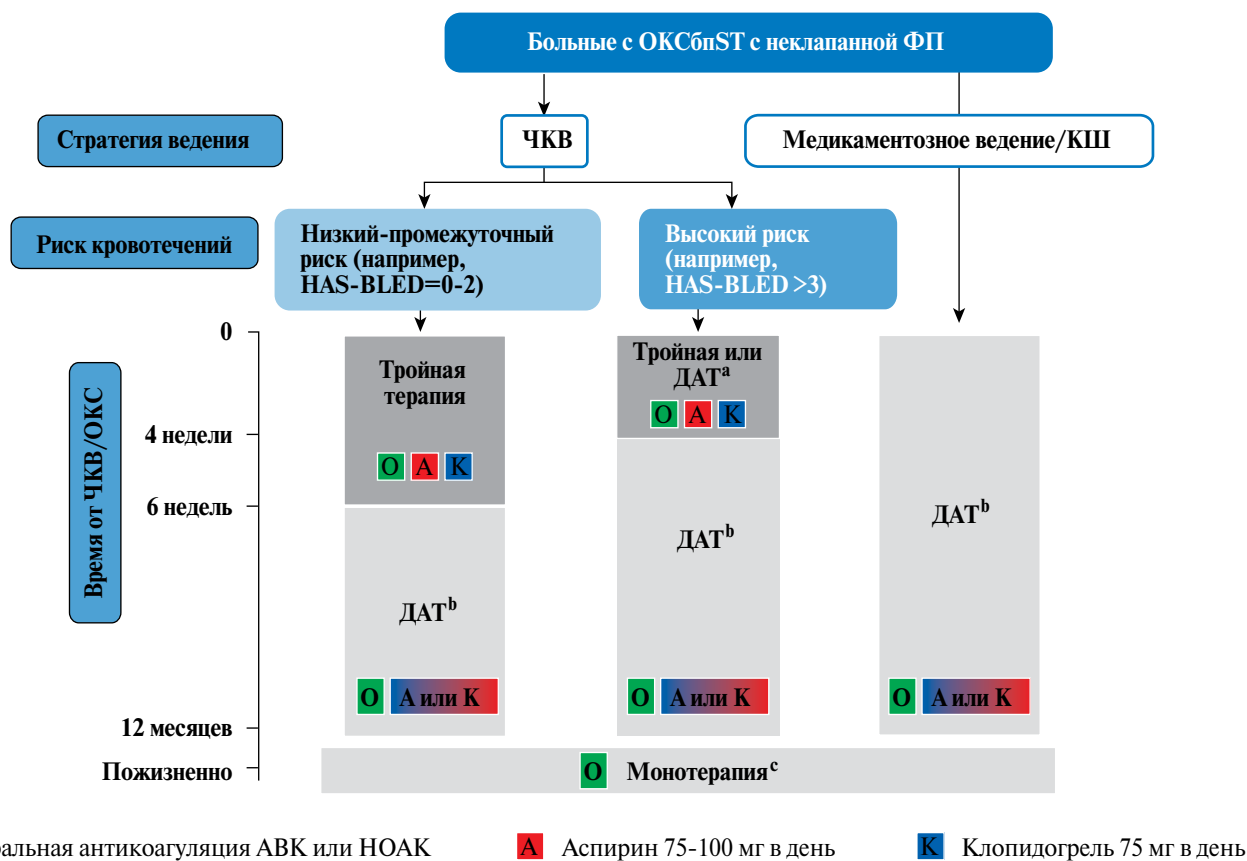 Больные с ОКСбпST с неклапанной ФП
Стратегия ведения
ЧКВ
Медикаментозное ведение/КШ
Риск кровотечений
Низкий-промежуточный
риск (например,
HAS-BLED=0-2)
Высокий риск
(например,
HAS-BLED >3)
Время от ЧКВ/ОКС
0
4 недели
6 недель
12 месяцев
Пожизненно
Тройная
терапия
О А К
ДАТb
О А или К
Тройная или
ДАТa
О А К
ДАТb
О А или К
ДАТb
О А или К
О Монотерапияc
ральная антикоагуляция АВК или НОАК
А Аспирин 75-100 мг в день
К Клопидогрель 75 мг в день